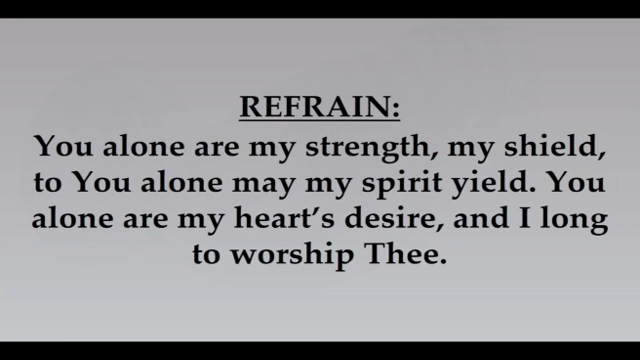 REFRAIN:
You alone are my strength, my shield,
to You alone may my spirit yield. You
alone are my heart’s desire, and I long
to worship Thee.